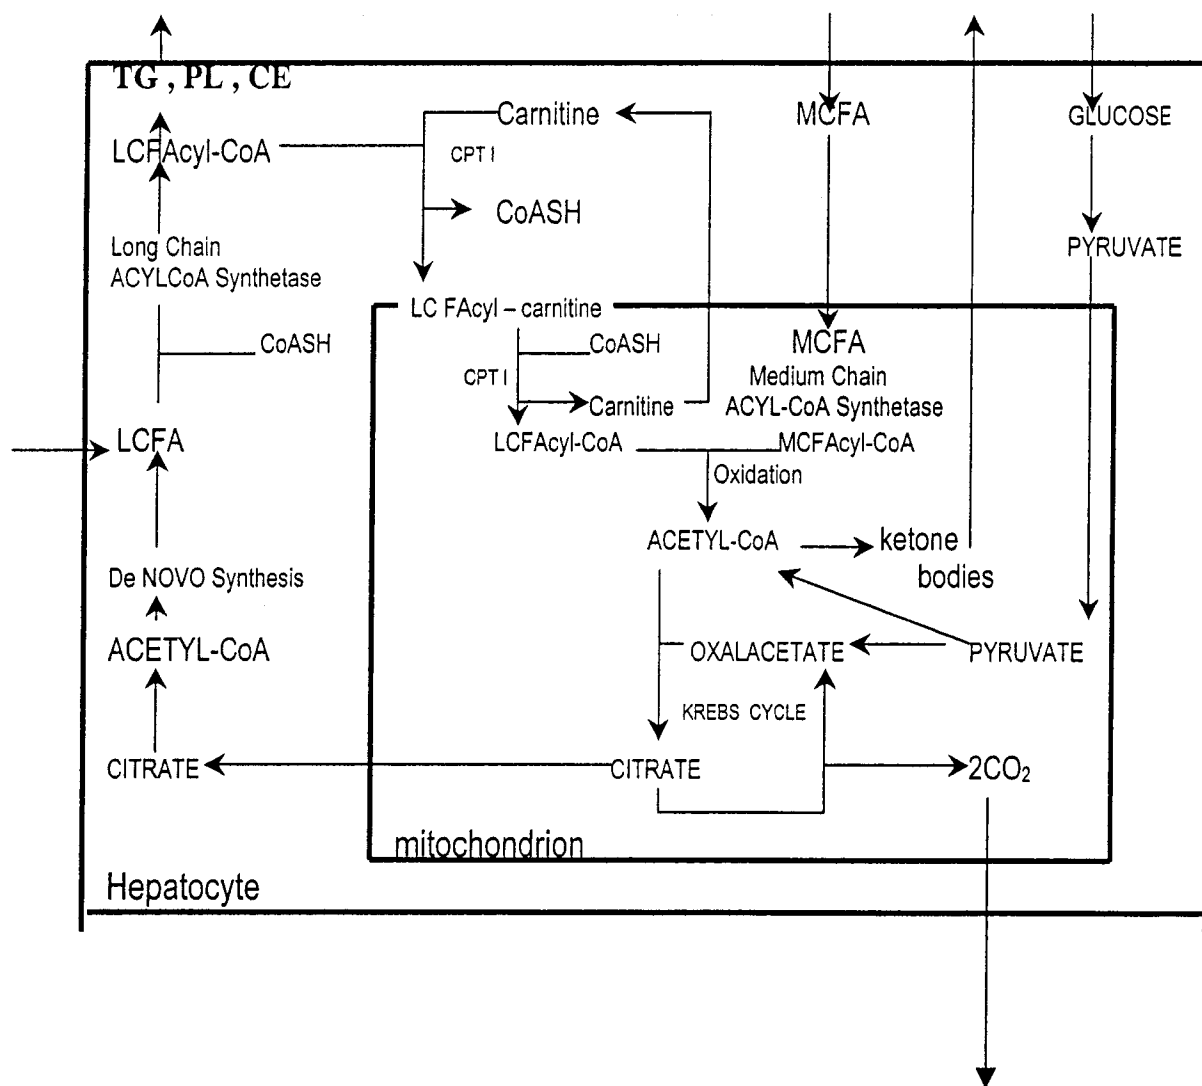 TG , PL , CE
Carnitine
MCFA
GLUCOSE
LCFAcyl-CoA
CPT I
CoASH
Long Chain
ACYLCoA Synthetase
PYRUVATE
LC FAcyl – carnitine
CoASH
CoASH
MCFA
CPT I
Medium Chain
ACYL-CoA Synthetase
Carnitine
LCFA
LCFAcyl-CoA
MCFAcyl-CoA
Oxidation
ACETYL-CoA
ketone
bodies
De NOVO Synthesis
ACETYL-CoA
OXALACETATE
PYRUVATE
KREBS CYCLE
CITRATE
CITRATE
2CO₂
mitochondrion
Hepatocyte